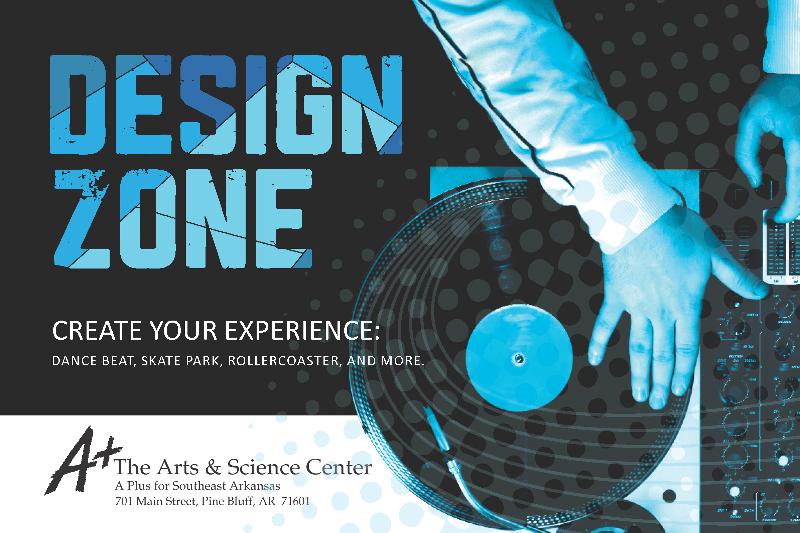 DESIGN
ZONE
CREATE YOUR EXPERIENCE:
DANCE BEAT, SKATE PARK, ROLLERCOASTER, AND MORE.
A+
The Arts & Science Center
A Plus for Southeast Arkansas
701 Main Street, Pine Bluff, AR 71601